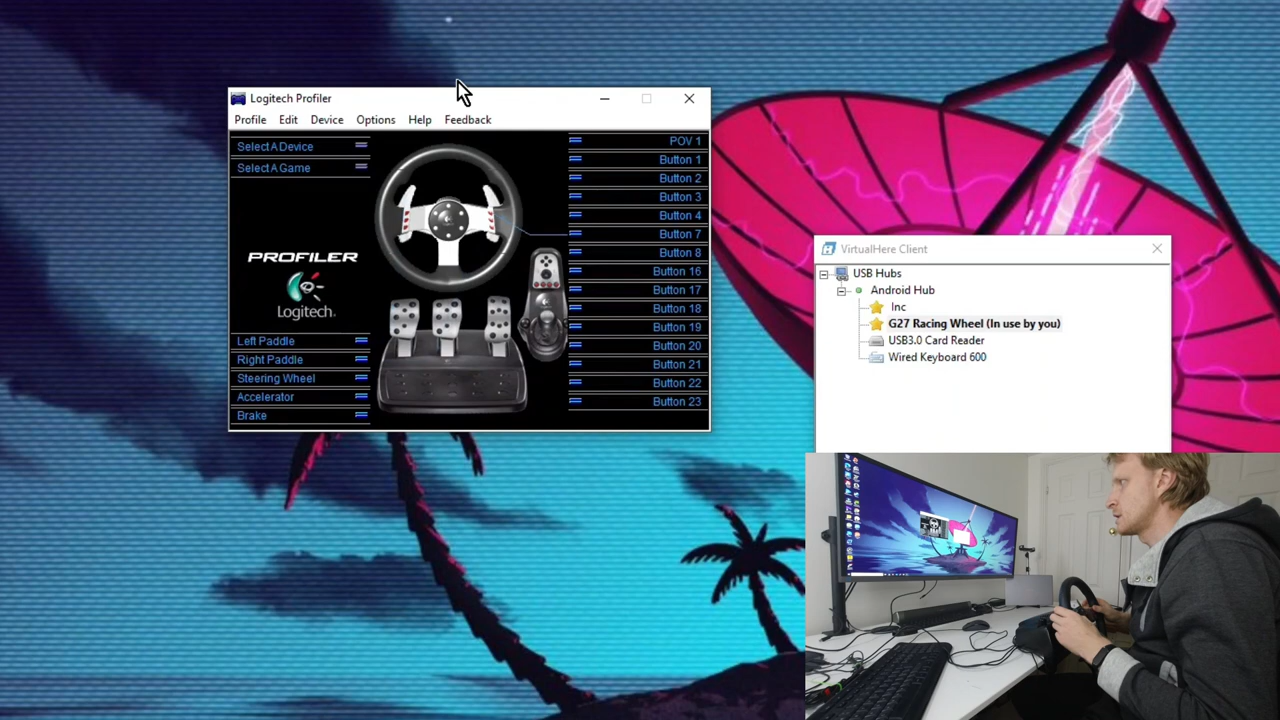 Logitech Profiler
Profile Edit Device Options Help Feedback
Select A Device
Select A Game
PROFILER
Logitech
Left Paddle
Right Paddle
Steering Wheel
Accelerator
Brake
POV 1
Button 1
Button 2
Button 3
Button 4
Button 7
Button 8
Button 16
Button 17
Button 18
Button 19
Button 20
Button 21
Button 22
Button 23
VirtualHere Client
USB Hubs
Android Hub
Inc
G27 Racing Wheel (In use by you)
USB3.0 Card Reader
Wired Keyboard 600